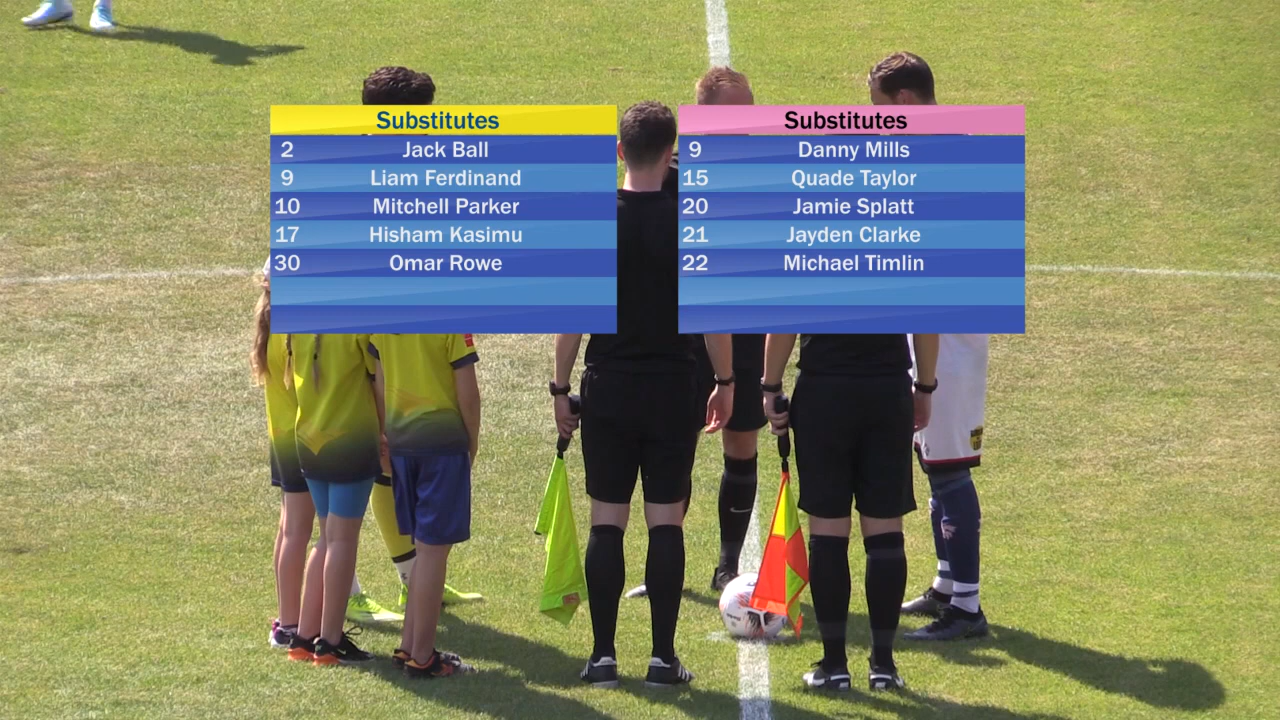 Substitutes
2 Jack Ball
9 Liam Ferdinand
10 Mitchell Parker
17 Hisham Kasimu
30 Omar Rowe
Substitutes
9 Danny Mills
15 Quade Taylor
20 Jamie Splatt
21 Jayden Clarke
22 Michael Timlin